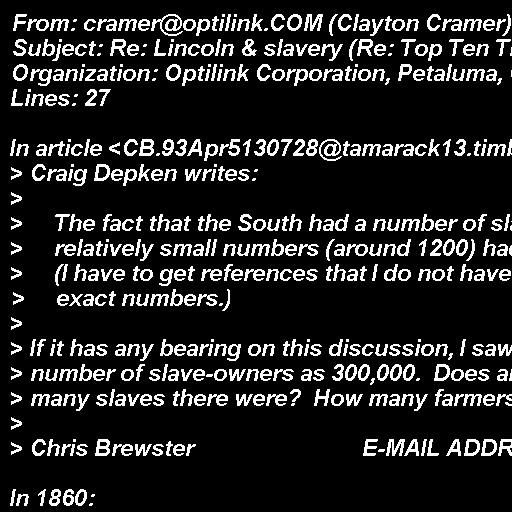 From: cramer@optilink.COM (Clayton Cramer)
Subject: Re: Lincoln & slavery (Re: Top Ten
Organization: Optilink Corporation, Petaluma,
Lines: 27
In article <CB.93Apr5130728@tamarack13.timb
> Craig Depken writes:
>
>     The fact that the South had a number of
>     relatively small numbers (around 1200)
>     (I have to get references that I do not have
>     exact numbers.)
>
> If it has any bearing on this discussion, I saw
> number of slave-owners as 300,000.  Does
> many slaves there were?  How many farmers
>
> Chris Brewster                         E-MAIL
In 1860: